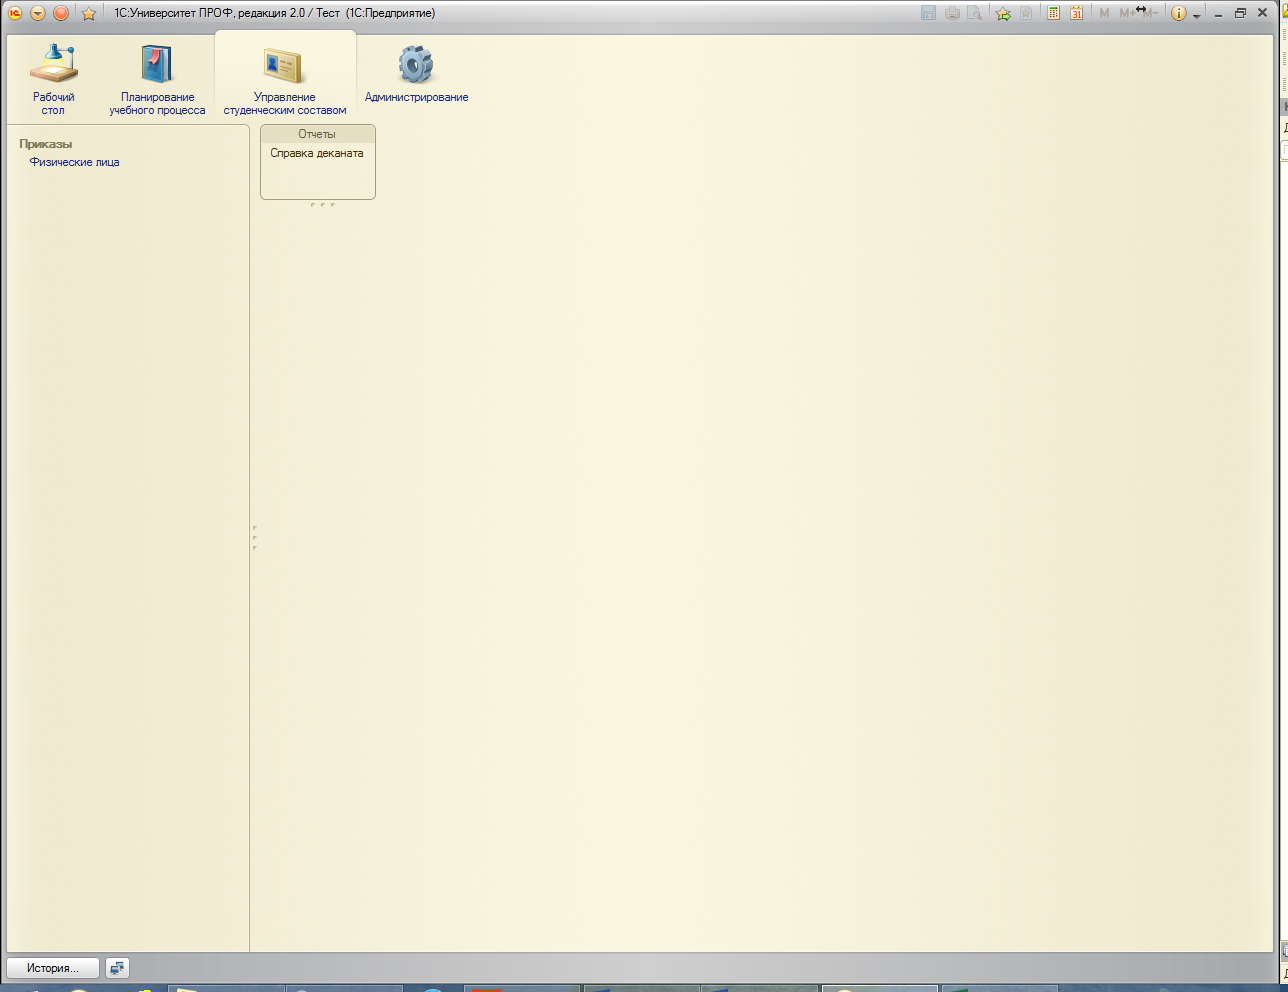 1С:Университет ПРОФ, редакция 2.0 / Тест (1С:Предприятие)
31
M M+ M-
Рабочий
стол
Планирование
учебного процесса
Управление
студенческим составом
Администрирование
Приказы
Физические лица
Отчеты
Справка деканата
История...